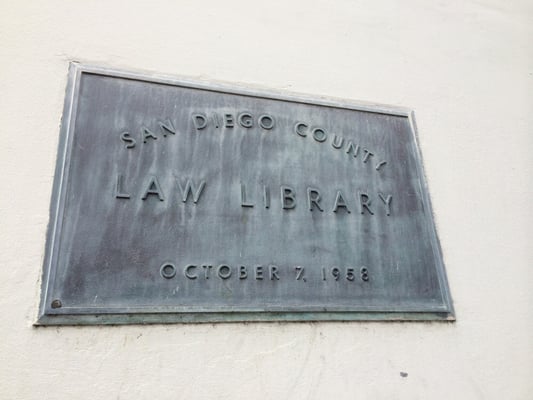 SAN DIEGO COUNTY
LAW LIBRARY
OCTOBER 7, 1958